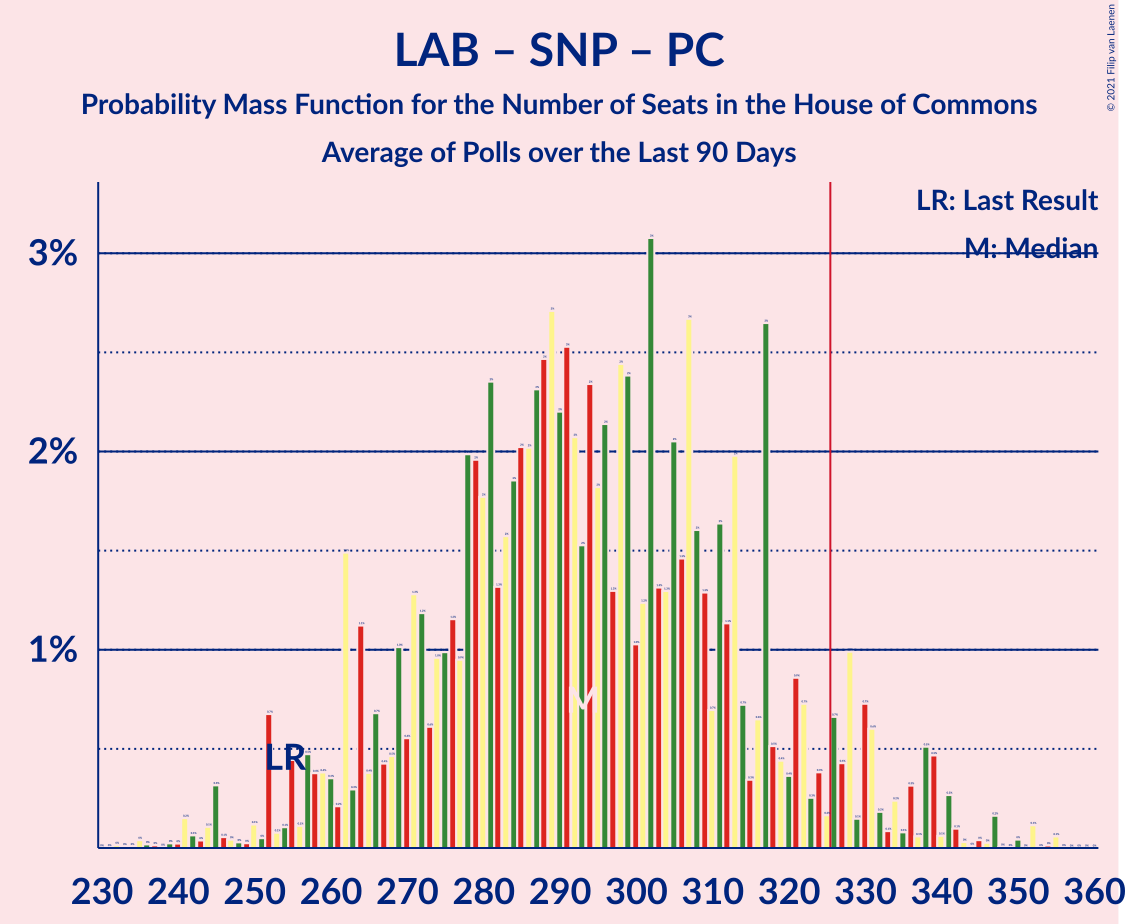 LAB – SNP – PC
Probability Mass Function for the Number of Seats in the House of Commons
Average of Polls over the Last 90 Days
© 2021 Filip van Laenen
LR: Last Result
M: Median
3%
2%
1%
LR
M
230 240 250 260 270 280 290 300 310 320 330 340 350 360